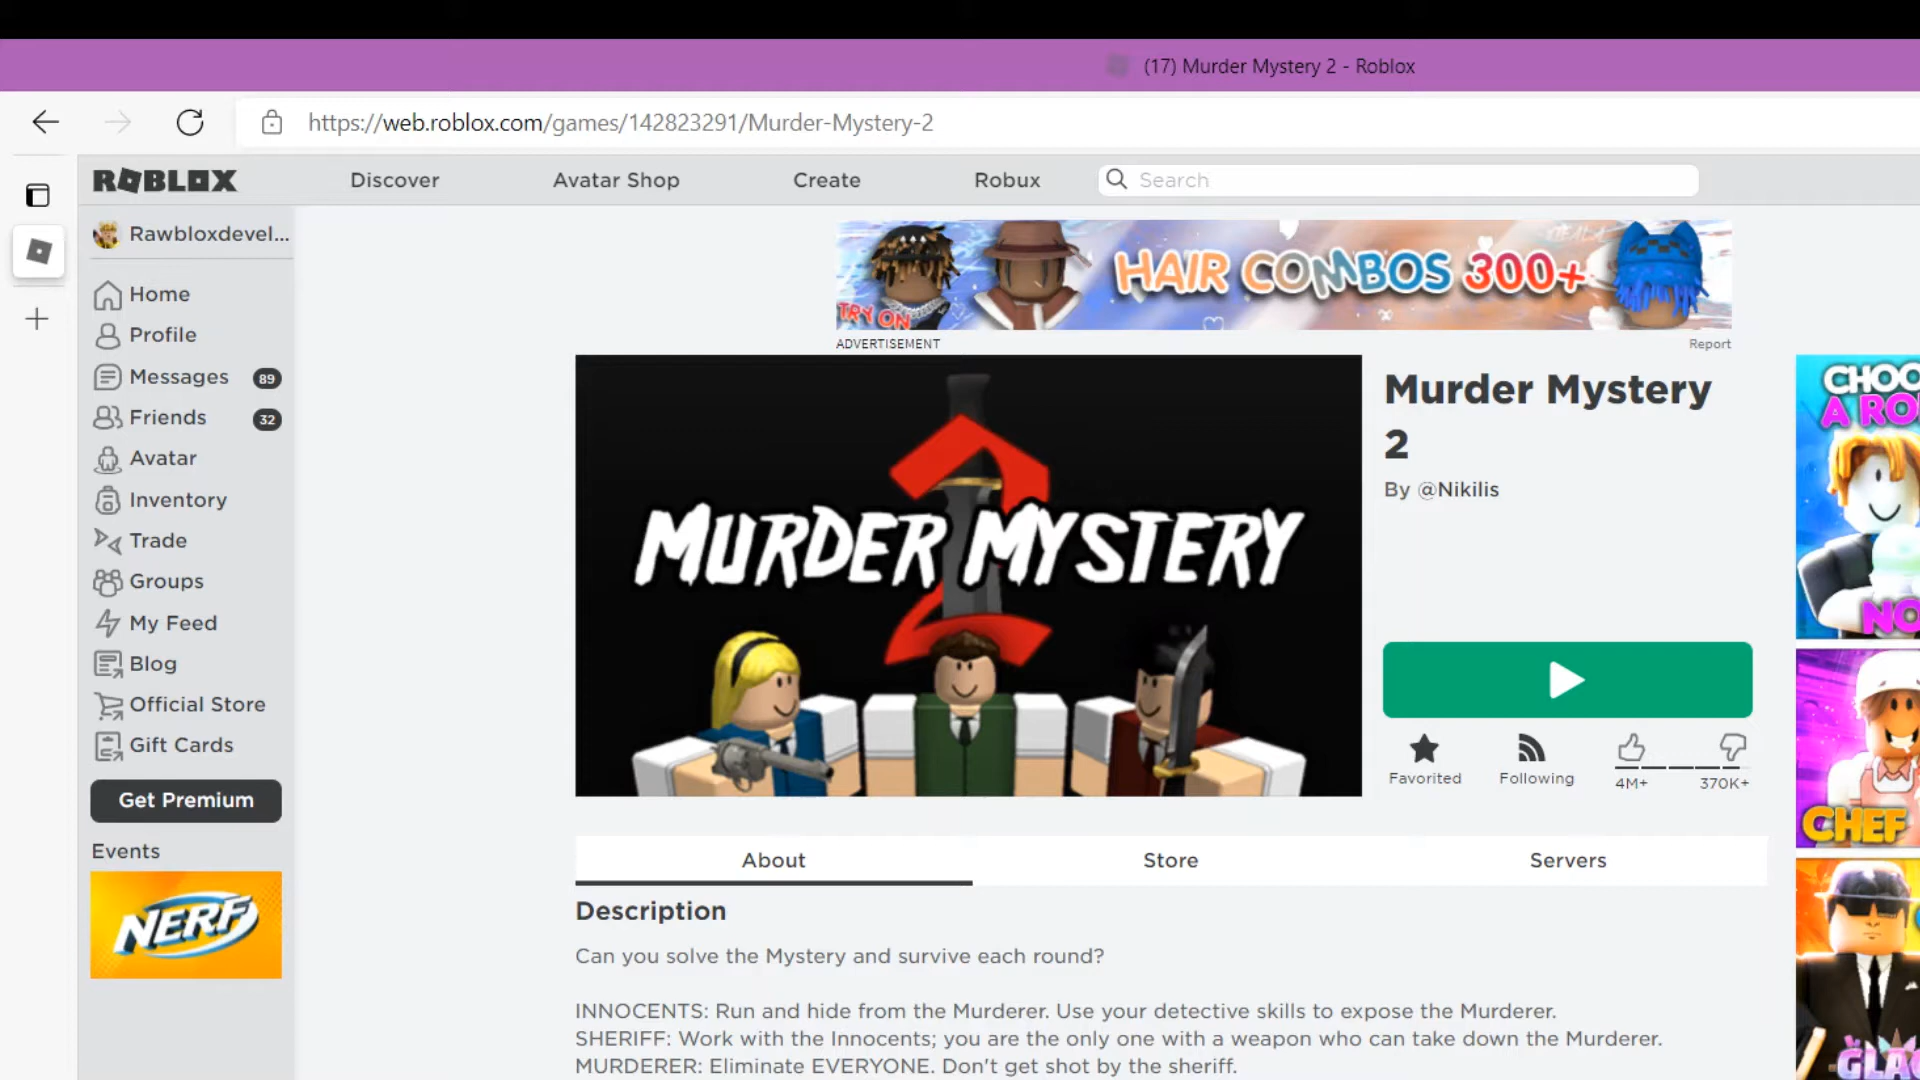 (17) Murder Mystery 2 - Roblox
https://web.roblox.com/games/142823291/Murder-Mystery-2
ROBLOX
Discover
Avatar Shop
Create
Robux
Search
Rawbloxdevel...
Home
Profile
Messages 89
Friends 32
Avatar
Inventory
Trade
Groups
My Feed
Blog
Official Store
Gift Cards
Get Premium
Events
NERF
HAIR COMBOS 300+
TRY ON
ADVERTISEMENT
Report
2
MURDER MYSTERY
Murder Mystery
2
By @Nikilis
Favorited
Following
4M+
370K+
About
Store
Servers
Description
Can you solve the Mystery and survive each round?
INNOCENTS: Run and hide from the Murderer. Use your detective skills to expose the Murderer.
SHERIFF: Work with the Innocents; you are the only one with a weapon who can take down the Murderer.
MURDERER: Eliminate EVERYONE. Don't get shot by the sheriff.
CHOO
A RO
NO
CHEF
GLA